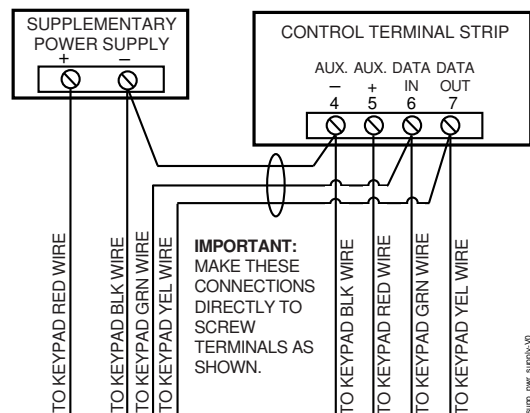 SUPPLEMENTARY
POWER SUPPLY
+ –
CONTROL TERMINAL STRIP
AUX. AUX. DATA DATA
– + IN OUT
4 5 6 7
IMPORTANT:
MAKE THESE
CONNECTIONS
DIRECTLY TO
SCREW
TERMINALS AS
SHOWN.
TO KEYPAD RED WIRE
TO KEYPAD BLK WIRE
TO KEYPAD GRN WIRE
TO KEYPAD YEL WIRE
TO KEYPAD BLK WIRE
TO KEYPAD RED WIRE
TO KEYPAD GRN WIRE
TO KEYPAD YEL WIRE